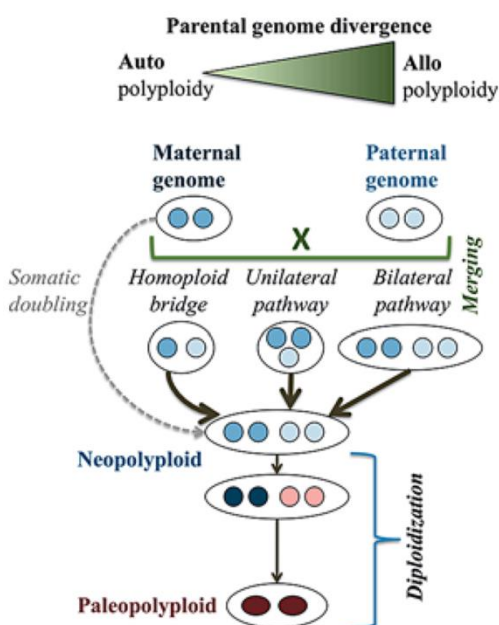 Parental genome divergence
Auto
polyploidy
Allo
polyploidy
Maternal
genome
Paternal
genome
X
Somatic
doubling
Homoploid
bridge
Unilateral
pathway
Bilateral
pathway
Merging
Neopolyploid
Diploidization
Paleopolyploid